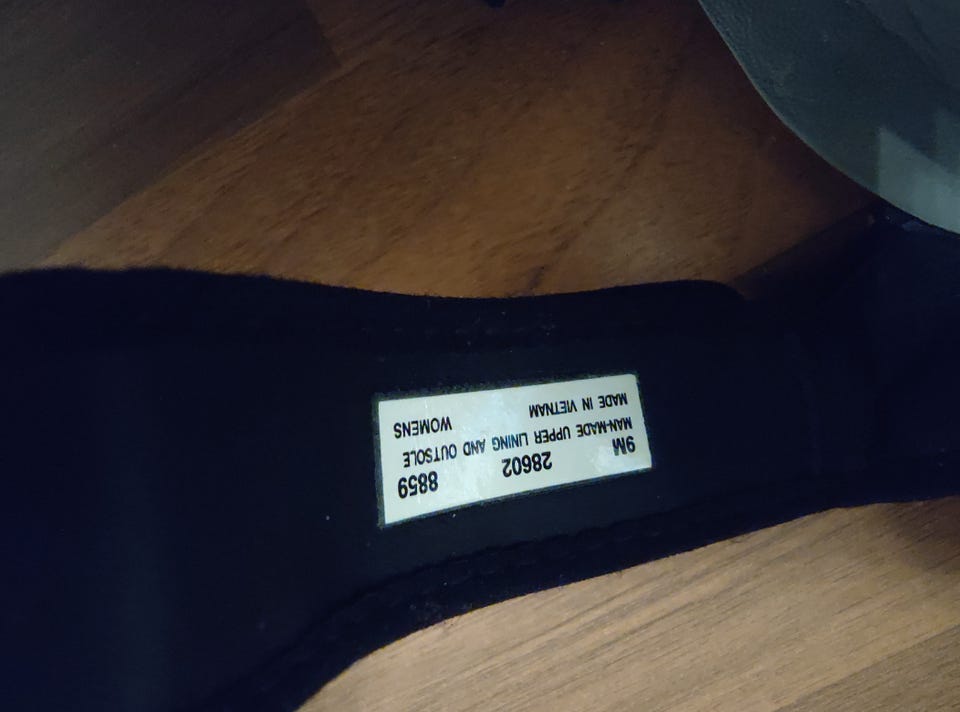 9M 28602 8859
MAN-MADE UPPER LINING AND OUTSOLE
MADE IN VIETNAM WOMENS